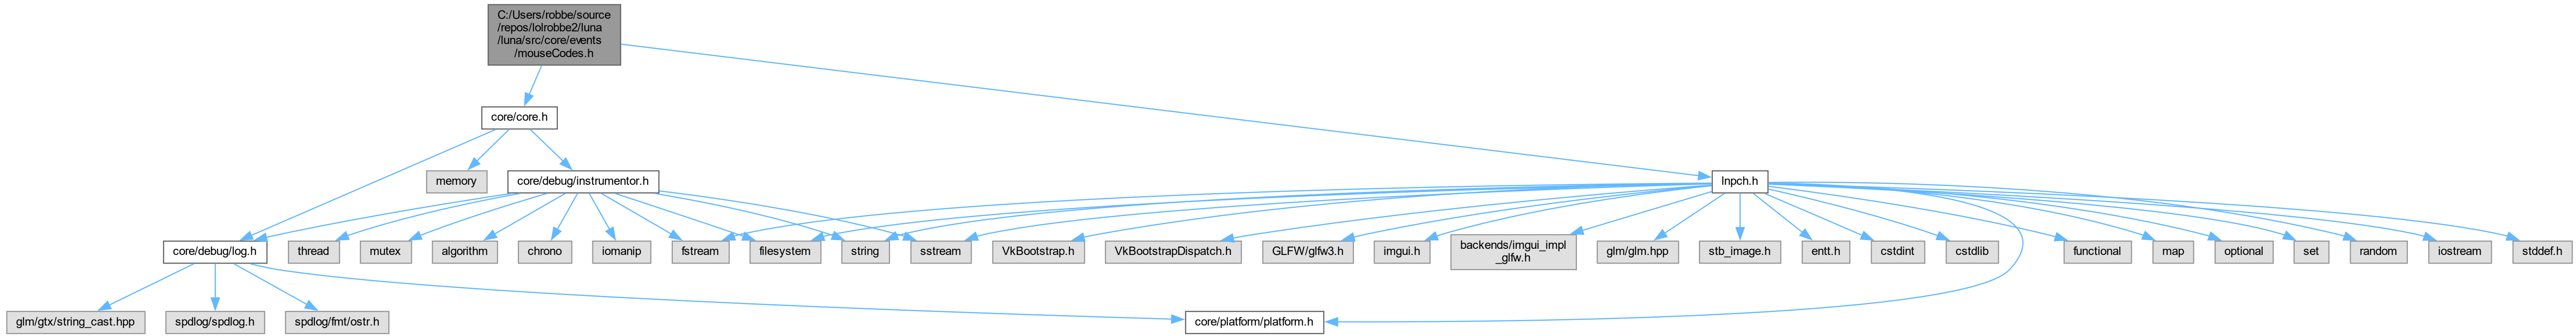 C:/Users/robbe/source
/repos/lolrobbe2/luna
/luna/src/core/events
/mouseCodes.h
core/core.h
memory
core/debug/instrumentor.h
lnpch.h
core/debug/log.h
thread
mutex
algorithm
chrono
iomanip
fstream
filesystem
string
sstream
VkBootstrap.h
VkBootstrapDispatch.h
GLFW/glfw3.h
imgui.h
backends/imgui_impl
_glfw.h
glm/glm.hpp
stb_image.h
entt.h
cstdint
cstdlib
functional
map
optional
set
random
iostream
stddef.h
glm/gtx/string_cast.hpp
spdlog/spdlog.h
spdlog/fmt/ostr.h
core/platform/platform.h